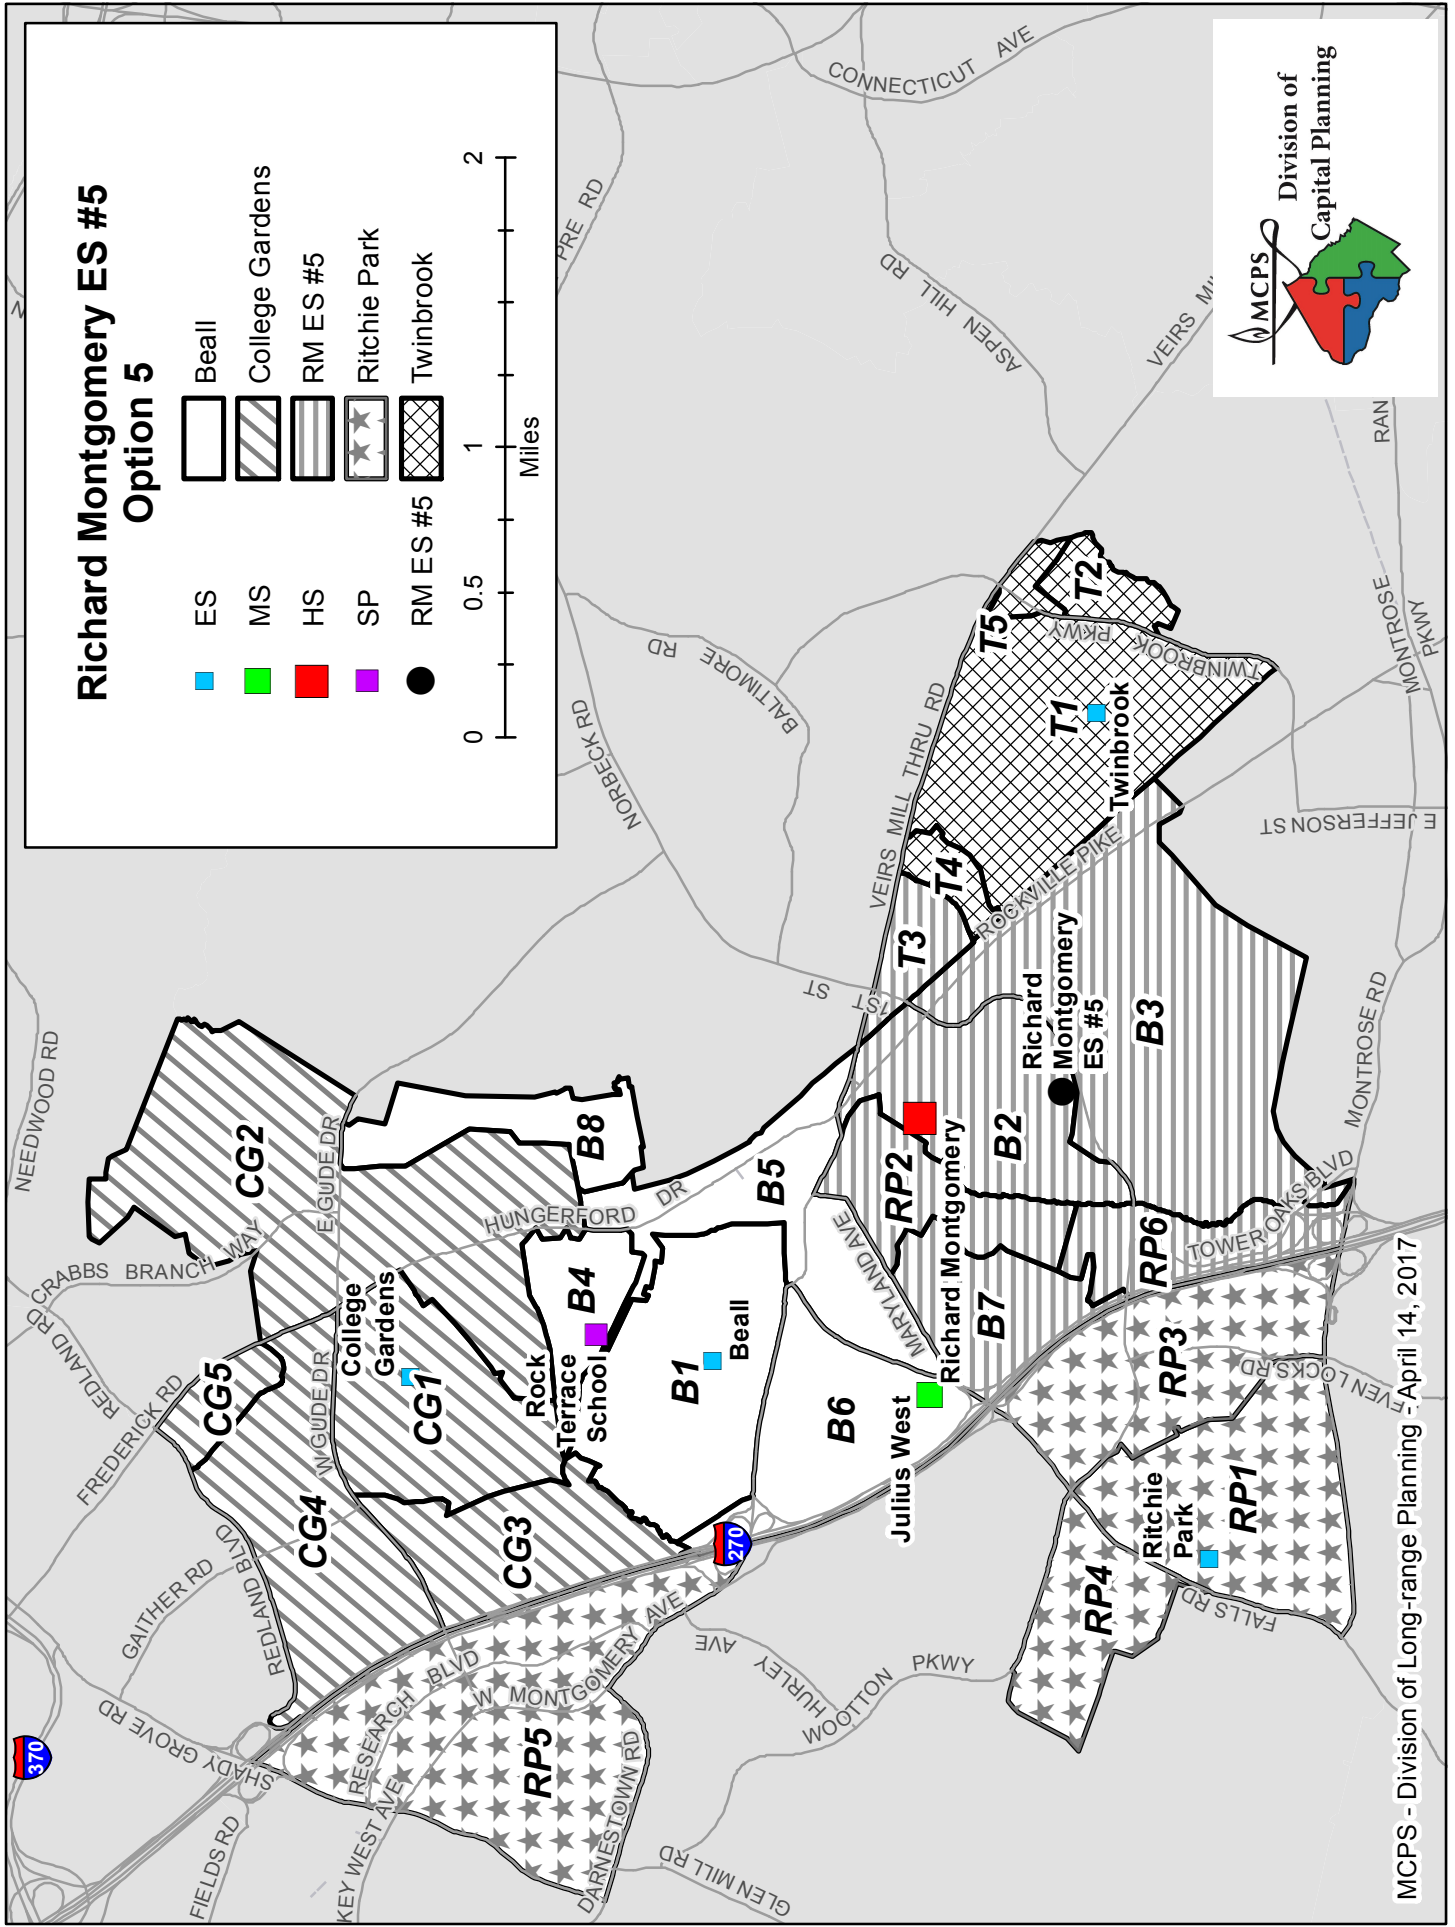 Richard Montgomery ES #5
Option 5
ES
MS
HS
SP
RM ES #5
Beall
College Gardens
RM ES #5
Ritchie Park
Twinbrook
0
0.5
1
2
Miles
370
SHADY GROVE RD
FIELDS RD
KEY WEST AVE
RESEARCH BLVD
W MONTGOMERY AVE
DARNESTOWN RD
GLEN MILL RD
HURLEY AVE
WOOTTON PKWY
GAITHER RD
REDLAND BLVD
FREDERICK RD
REDLAND RD
CRABBS BRANCH WAY
NEEDWOOD RD
W GUDE DR
E GUDE DR
HUNGERFORD DR
270
NORBECK RD
BALTIMORE RD
1ST ST
VEIRS MILL THRU RD
ROCKVILLE PIKE
TWINBROOK PKWY
MARYLAND AVE
TOWER OAKS BLVD
MONTROSE RD
MONTROSE PKWY
E JEFFERSON ST
FALLS RD
CONNECTICUT AVE
ASPEN HILL RD
PRE RD
VEIRS MI
RAN
N
CG1
CG2
CG3
CG4
CG5
College
Gardens
Rock
Terrace
School
B1
Beall
B2
B3
B4
B5
B6
B7
B8
Julius West
Richard Montgomery
Richard
Montgomery
ES #5
RP1
RP2
RP3
RP4
RP5
RP6
Ritchie
Park
T1
T2
T3
T4
T5
Twinbrook
MCPS
Division of
Capital Planning
MCPS - Division of Long-range Planning - April 14, 2017